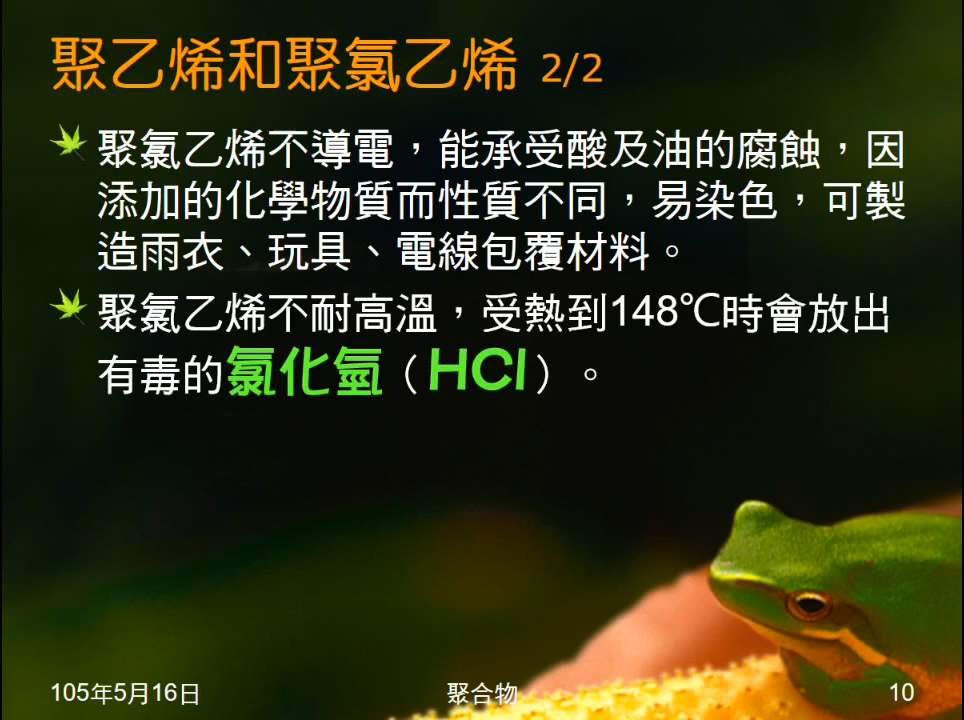 聚乙烯和聚氯乙烯 2/2
聚氯乙烯不導電，能承受酸及油的腐蝕，因
添加的化學物質而性質不同，易染色，可製
造雨衣、玩具、電線包覆材料。
聚氯乙烯不耐高溫，受熱到148℃時會放出
有毒的氯化氫（HCl）。
105年5月16日
聚合物
10